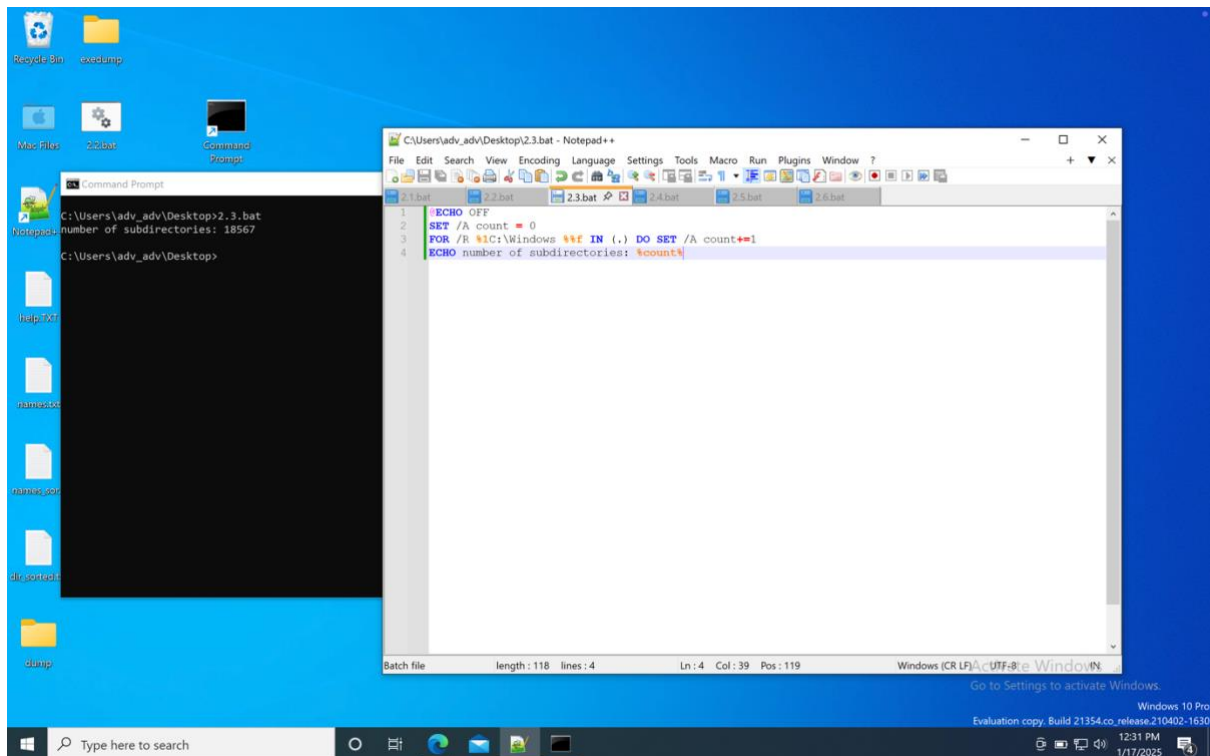 Recycle Bin
exedump
Mac Files
2.2.bat
Command
Prompt
Notepad+
help.TXT
names.txt
names_sor
dir_sorted.t
dump
Command Prompt
C:\Users\adv_adv\Desktop>2.3.bat
number of subdirectories: 18567
C:\Users\adv_adv\Desktop>
C:\Users\adv_adv\Desktop\2.3.bat - Notepad++
File Edit Search View Encoding Language Settings Tools Macro Run Plugins Window ?
2.1.bat 2.2.bat 2.3.bat 2.4.bat 2.5.bat 2.6.bat
1 @ECHO OFF
2 SET /A count = 0
3 FOR /R %1C:\Windows %%f IN (.) DO SET /A count+=1
4 ECHO number of subdirectories: %count%
Batch file length : 118 lines : 4 Ln : 4 Col : 39 Pos : 119 Windows (CR LF) UTF-8 IN
Activate Windows
Go to Settings to activate Windows.
Windows 10 Pro
Evaluation copy. Build 21354.co_release.210402-1630
Type here to search
12:31 PM
1/17/2025
4